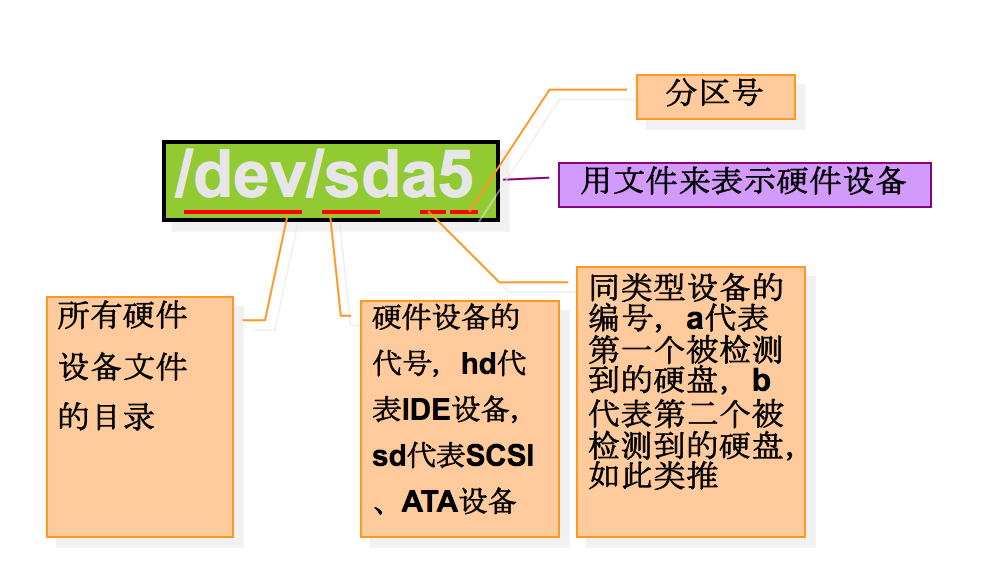 分区号
/dev/sda5
用文件来表示硬件设备
所有硬件
设备文件
的目录
硬件设备的
代号，hd代
表IDE设备，
sd代表SCSI
、ATA设备
同类型设备的
编号，a代表
第一个被检测
到的硬盘，b
代表第二个被
检测到的硬盘，
如此类推